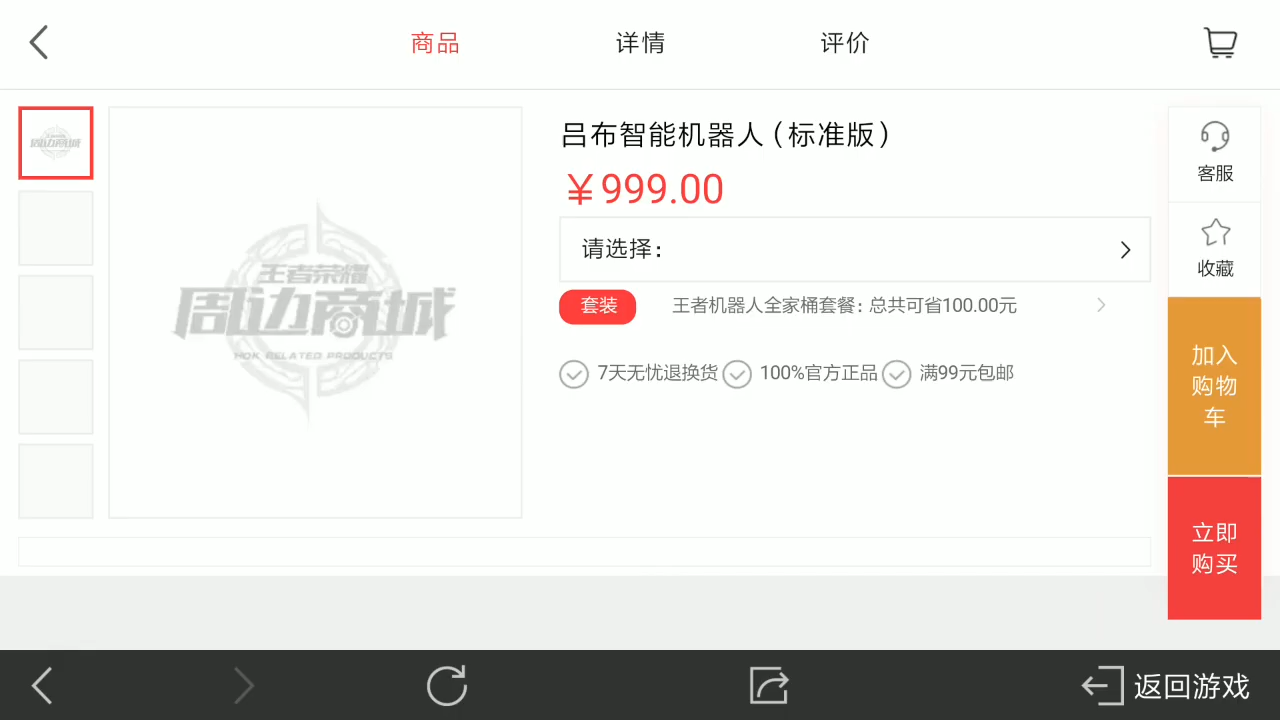 商品
详情
评价
周边商城
王者荣耀
周边商城
HOK RELATED PRODUCTS
吕布智能机器人(标准版)
￥999.00
请选择:
套装
王者机器人全家桶套餐:总共可省100.00元
7天无忧退换货
100%官方正品
满99元包邮
客服
收藏
加入
购物
车
立即
购买
返回游戏